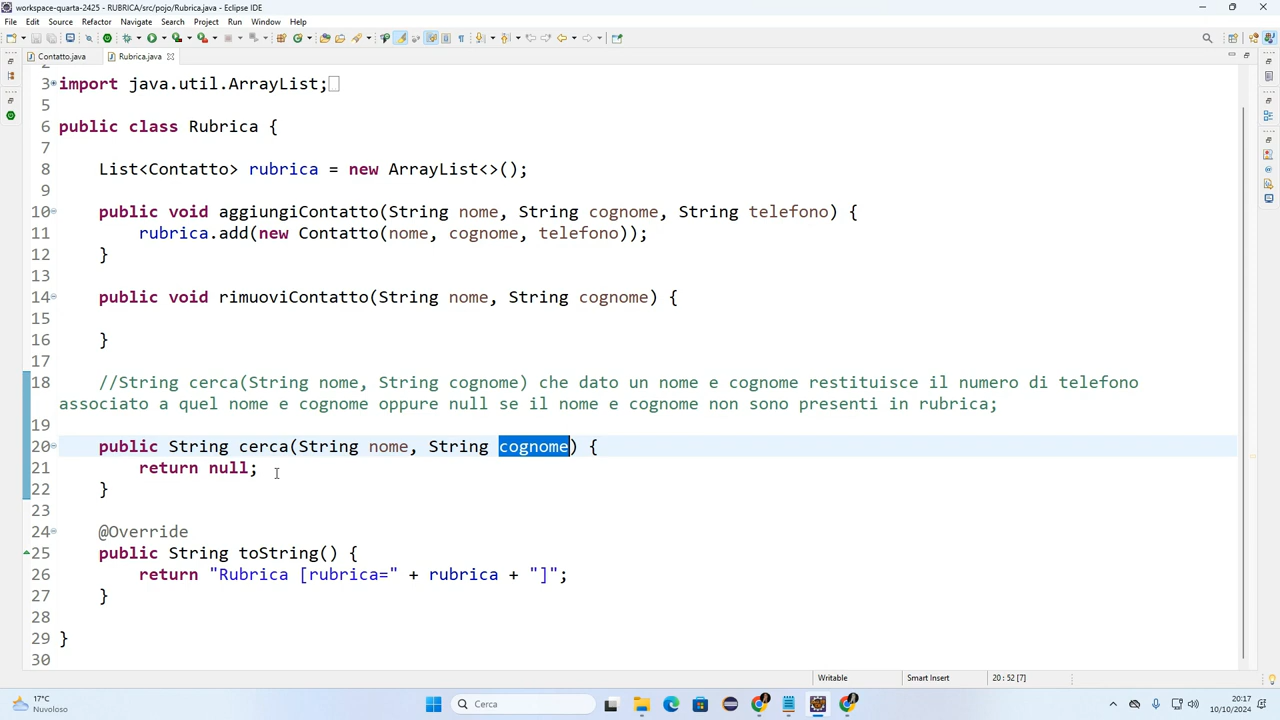 workspace-quarta-2425 - RUBRICA/src/pojo/Rubrica.java - Eclipse IDE
File Edit Source Refactor Navigate Search Project Run Window Help
Contatto.java Rubrica.java
3 import java.util.ArrayList;
5
6 public class Rubrica {
7
8 List<Contatto> rubrica = new ArrayList<>();
9
10 public void aggiungiContatto(String nome, String cognome, String telefono) {
11 rubrica.add(new Contatto(nome, cognome, telefono));
12 }
13
14 public void rimuoviContatto(String nome, String cognome) {
15
16 }
17
18 //String cerca(String nome, String cognome) che dato un nome e cognome restituisce il numero di telefono
associato a quel nome e cognome oppure null se il nome e cognome non sono presenti in rubrica;
19
20 public String cerca(String nome, String cognome) {
21 return null;
22 }
23
24 @Override
25 public String toString() {
26 return "Rubrica [rubrica=" + rubrica + "]";
27 }
28
29 }
30
Writable Smart Insert 20 : 52 [7]
17°C
Nuvoloso
Cerca
20:17
10/10/2024